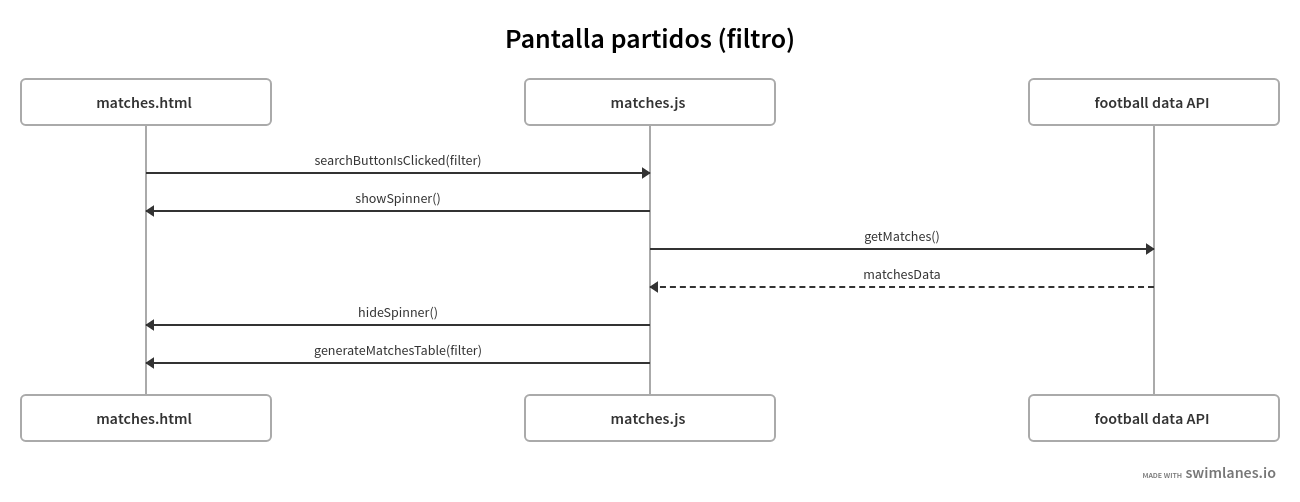 Pantalla partidos (filtro)
matches.html
matches.js
football data API
searchButtonIsClicked(filter)
showSpinner()
getMatches()
matchesData
hideSpinner()
generateMatchesTable(filter)
matches.html
matches.js
football data API
MADE WITH swimlanes.io